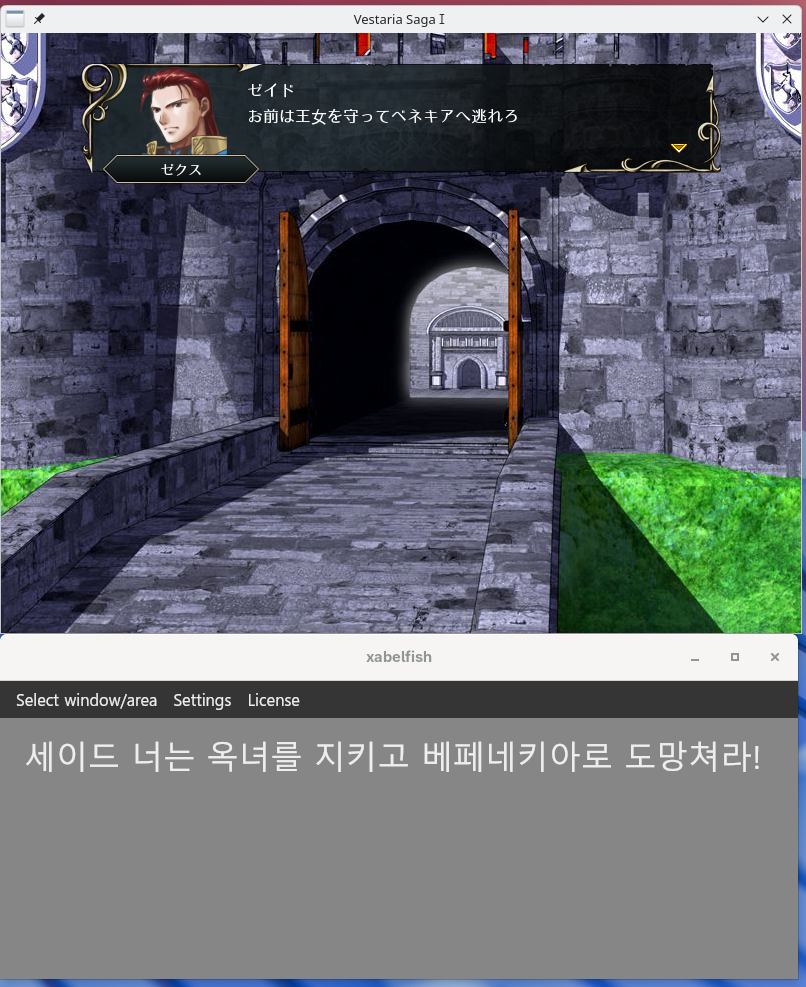 Vestaria Saga I
ゼイド
お前は王女を守ってベネキアへ逃れろ
ゼクス
xabelfish
Select window/area Settings License
세이드 너는 옥녀를 지키고 베페네키아로 도망쳐라!